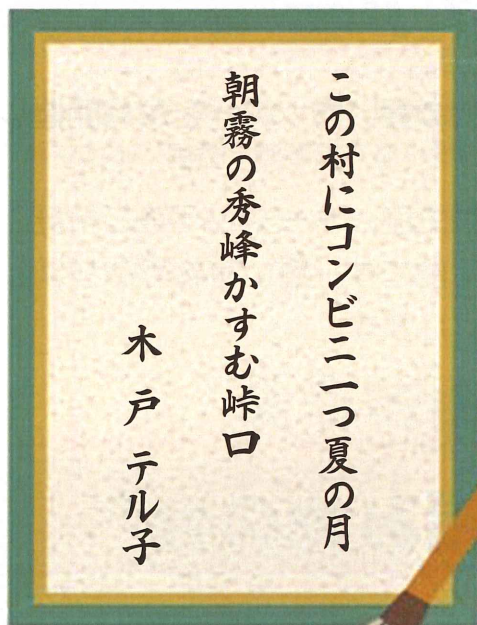 この村にコンビニ一つ夏の月
朝霧の秀峰かすむ峠口
木戸テル子